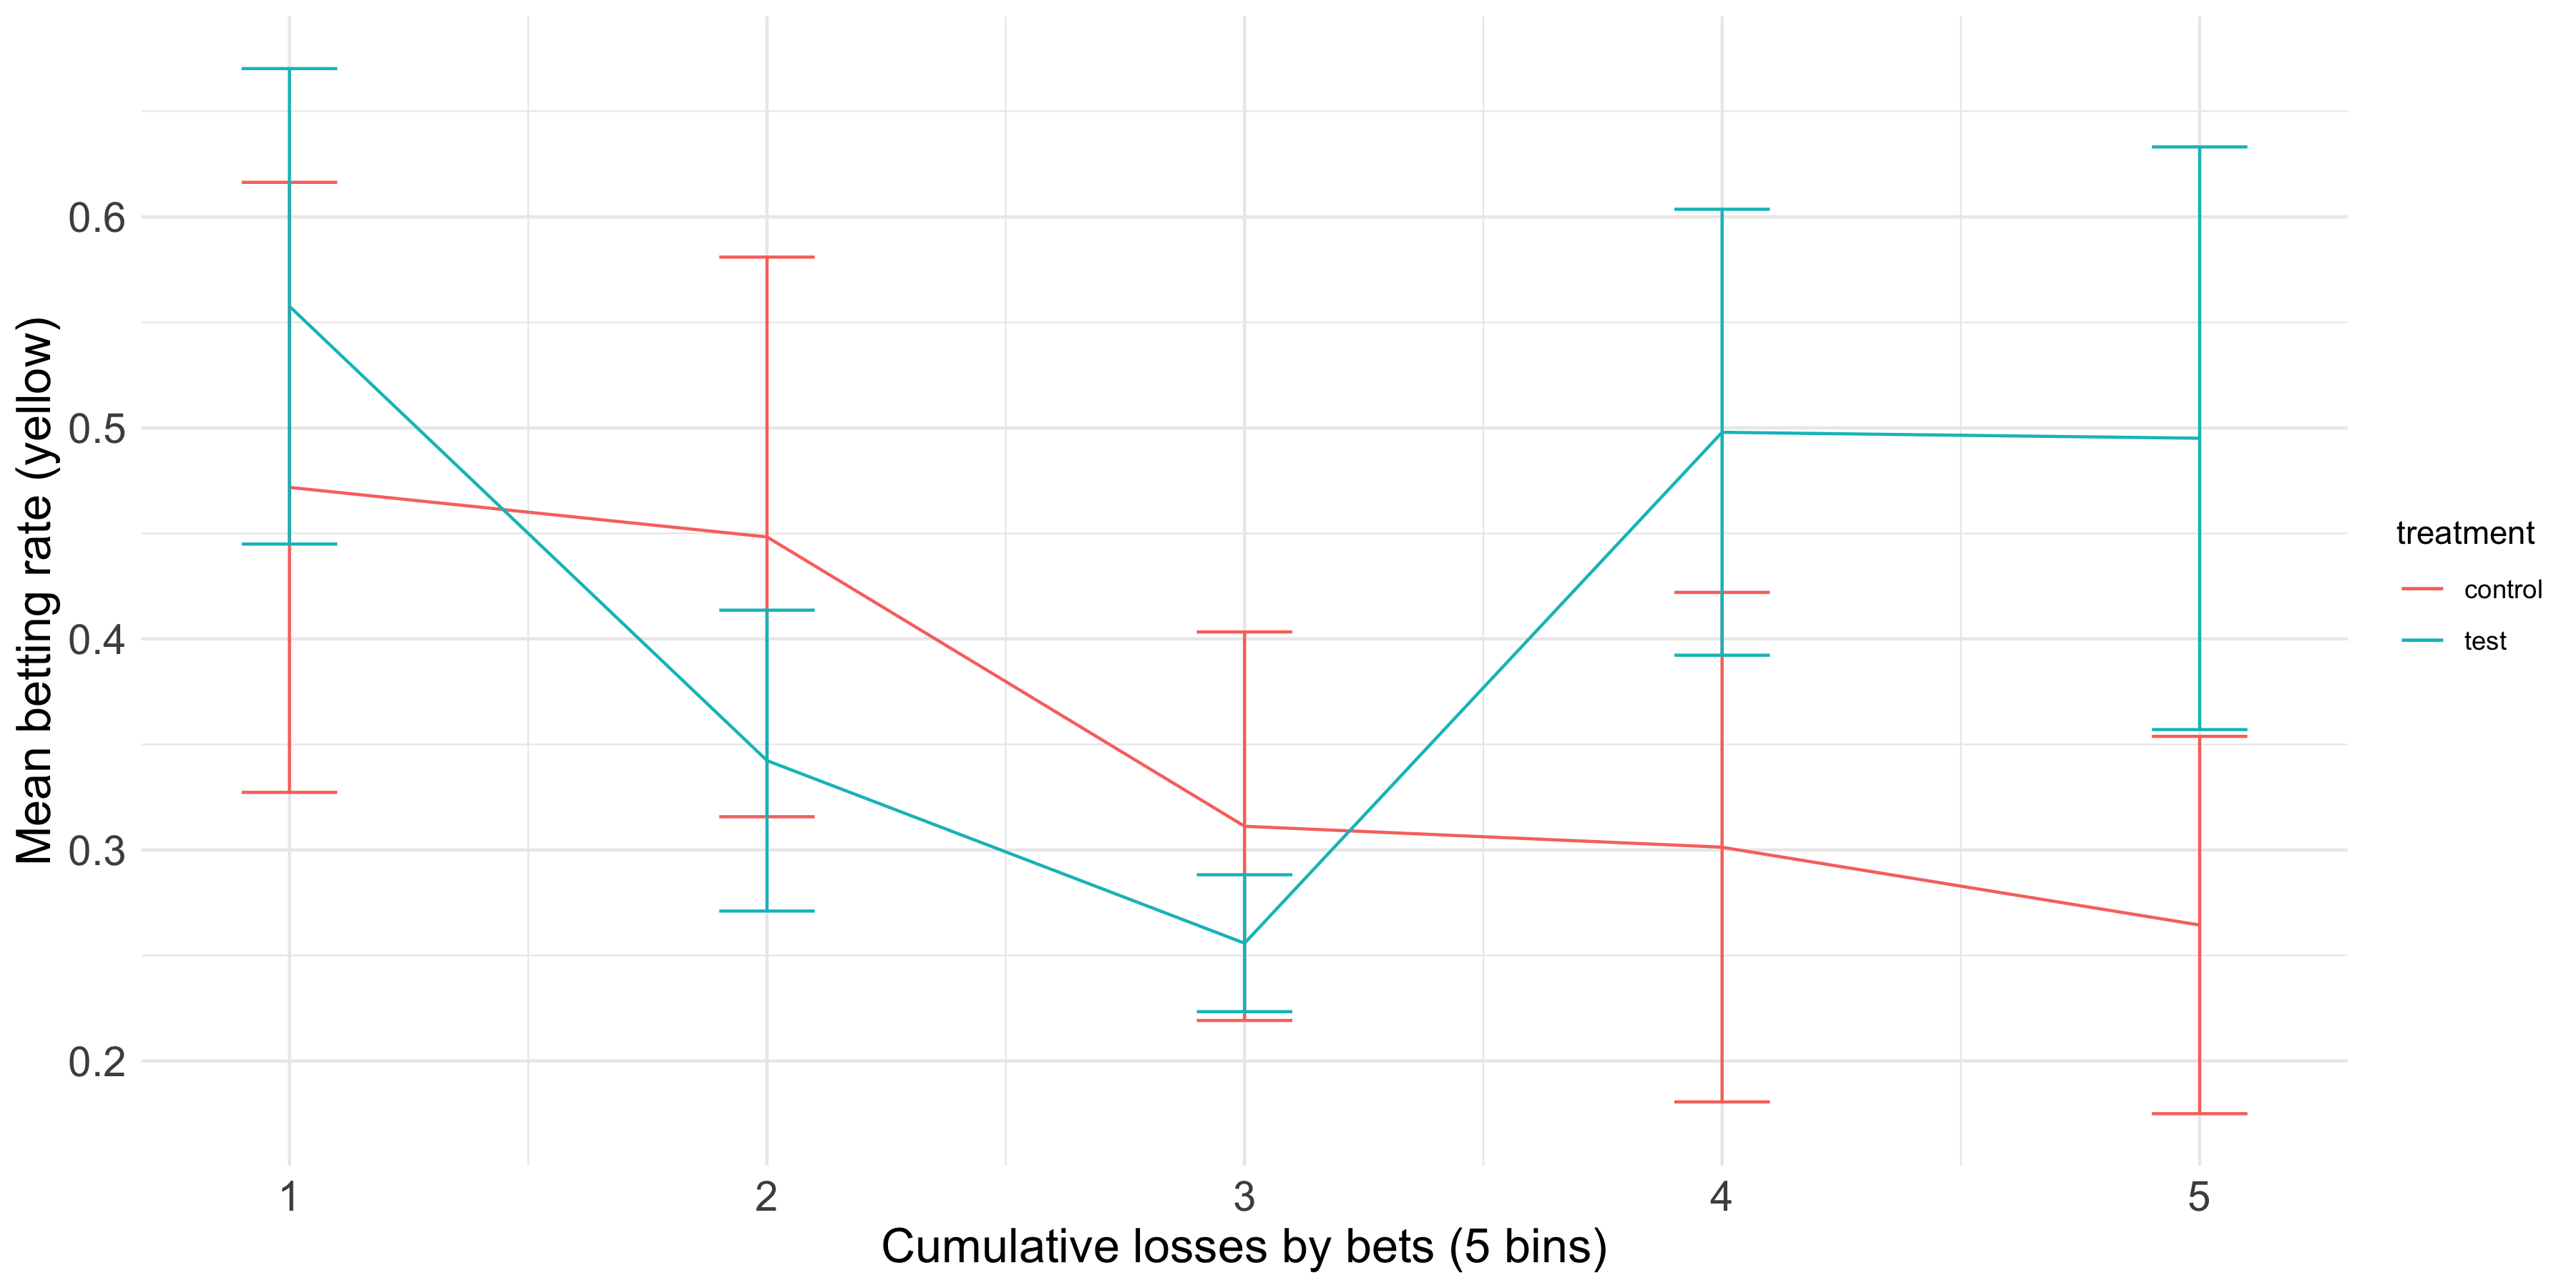 Mean betting rate (yellow)
0.6
0.5
0.4
0.3
0.2
1 2 3 4 5
Cumulative losses by bets (5 bins)
treatment
control
test